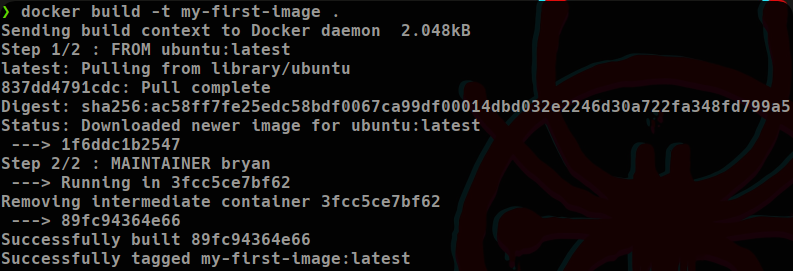 ❯ docker build -t my-first-image .
Sending build context to Docker daemon  2.048kB
Step 1/2 : FROM ubuntu:latest
latest: Pulling from library/ubuntu
837dd4791cdc: Pull complete
Digest: sha256:ac58ff7fe25edc58bdf0067ca99df00014dbd032e2246d30a722fa348fd799a5
Status: Downloaded newer image for ubuntu:latest
 ---> 1f6ddc1b2547
Step 2/2 : MAINTAINER bryan
 ---> Running in 3fcc5ce7bf62
Removing intermediate container 3fcc5ce7bf62
 ---> 89fc94364e66
Successfully built 89fc94364e66
Successfully tagged my-first-image:latest